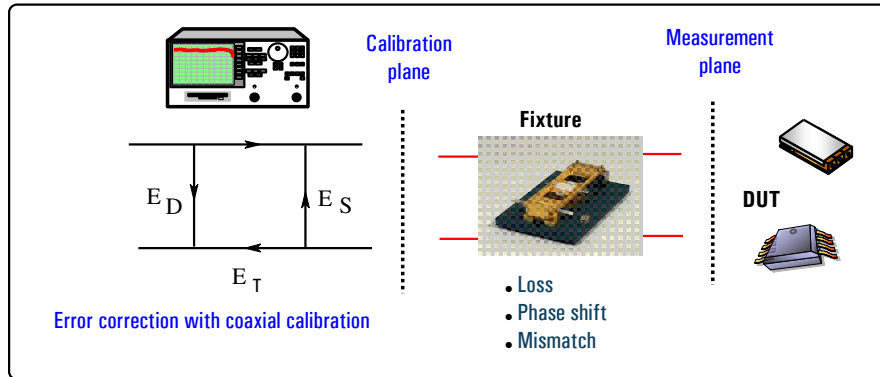 Calibration
plane
Measurement
plane
Fixture
E D
E S
E T
DUT
• Loss
• Phase shift
• Mismatch
Error correction with coaxial calibration